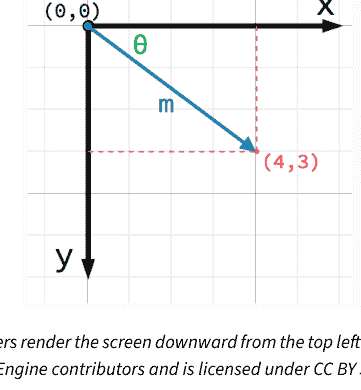 (0,0)
x
θ
m
(4,3)
y
render the screen downward from the top left
Engine contributors and is licensed under CC BY